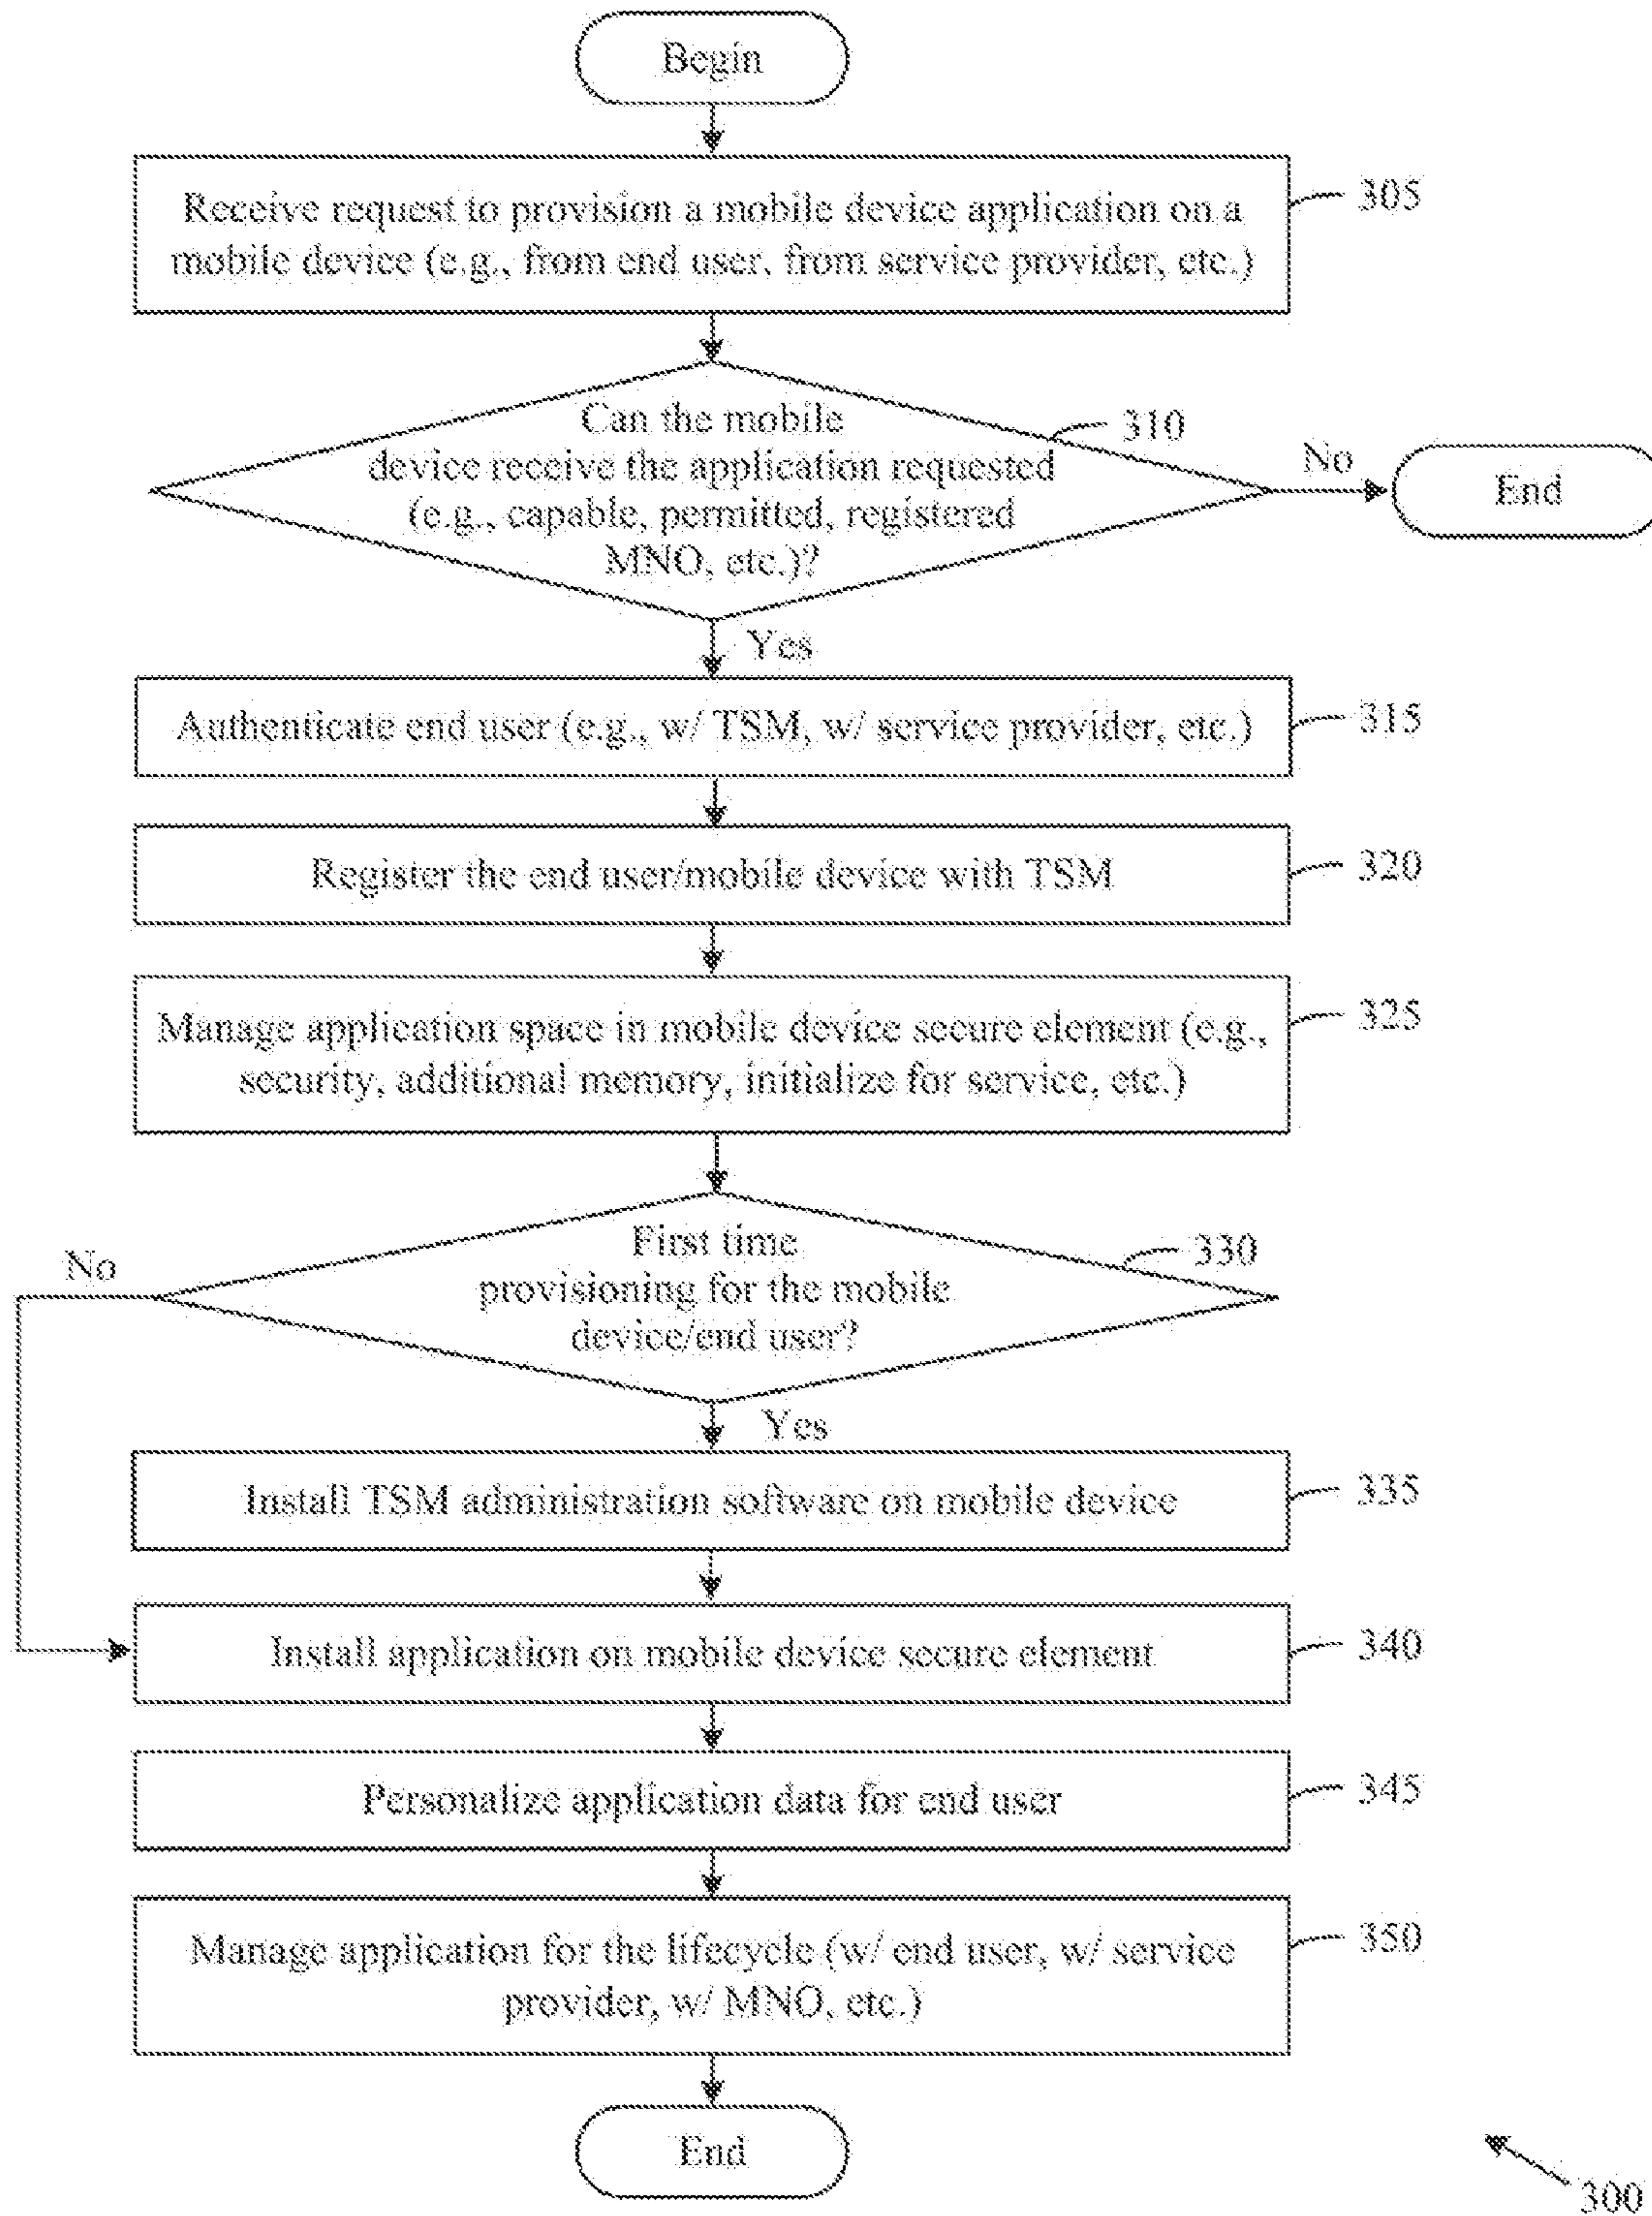 Begin
Receive request to provision a mobile device application on a
mobile device (e.g., from end user, from service provider, etc.)
305
Can the mobile
device receive the application requested
(e.g., capable, permitted, registered
MNO, etc.)?
310
No
End
Yes
Authenticate end user (e.g., w/ TSM, w/ service provider, etc.)
315
Register the end user/mobile device with TSM
320
Manage application space in mobile device secure element (e.g.,
security, additional memory, initialize for service, etc.)
325
First time
provisioning for the mobile
device/end user?
330
No
Yes
Install TSM administration software on mobile device
335
Install application on mobile device secure element
340
Personalize application data for end user
345
Manage application for the lifecycle (w/ end user, w/ service
provider, w/ MNO, etc.)
350
End
300